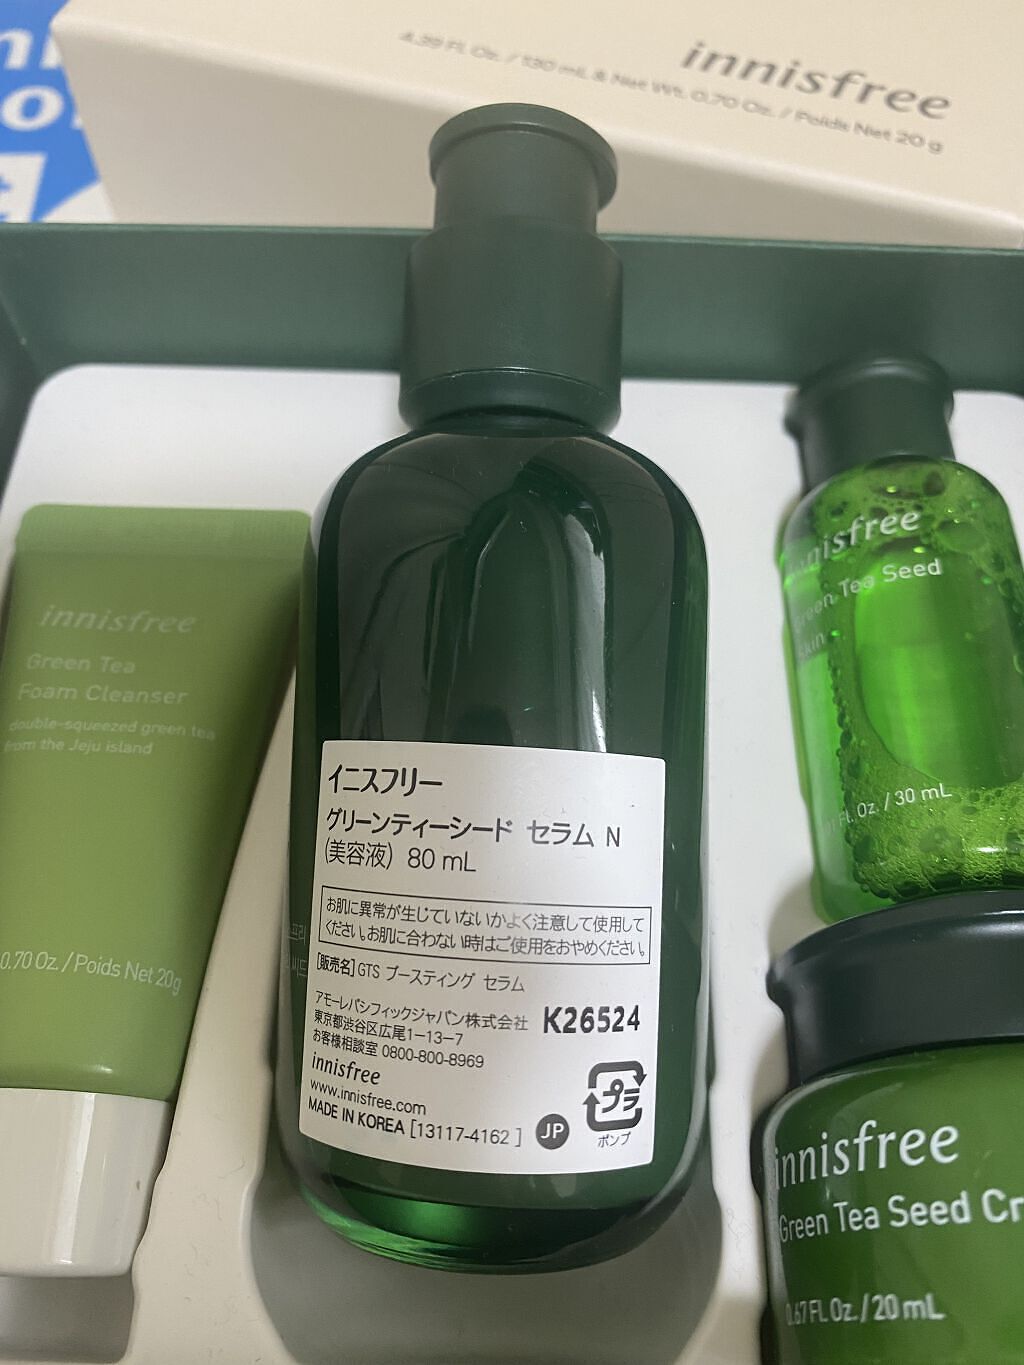 innisfree
4.39 FL. Oz. / 130 mL & Net Wt. 0.70 Oz. / Poids Net 20 g
innisfree
Green Tea
Foam Cleanser
double-squeezed green tea
from the Jeju island
0.70 Oz. / Poids Net 20g
イニスフリー
グリーンティーシード セラム N
(美容液) 80 mL
お肌に異常が生じていないかよく注意して使用して
ください。お肌に合わない時はご使用をおやめください。
[販売名] GTS ブースティング セラム
アモーレパシフィックジャパン株式会社
東京都渋谷区広尾1-13-7
お客様相談室 0800-800-8969
K26524
innisfree
www.innisfree.com
MADE IN KOREA [13117-4162 ]
JP
プラ
ポンプ
innisfree
Green Tea Seed
Skin
FL. Oz. / 30 mL
innisfree
Green Tea Seed
0.67 FL Oz. / 20 mL